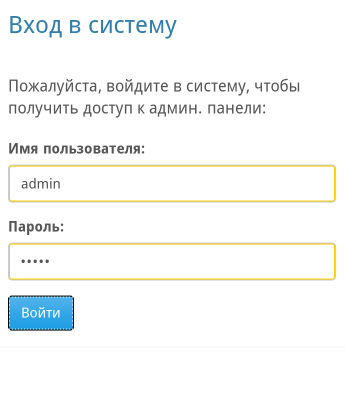 Вход в систему
Пожалуйста, войдите в систему, чтобы
получить доступ к админ. панели:
Имя пользователя:
admin
Пароль:
•••••
Войти